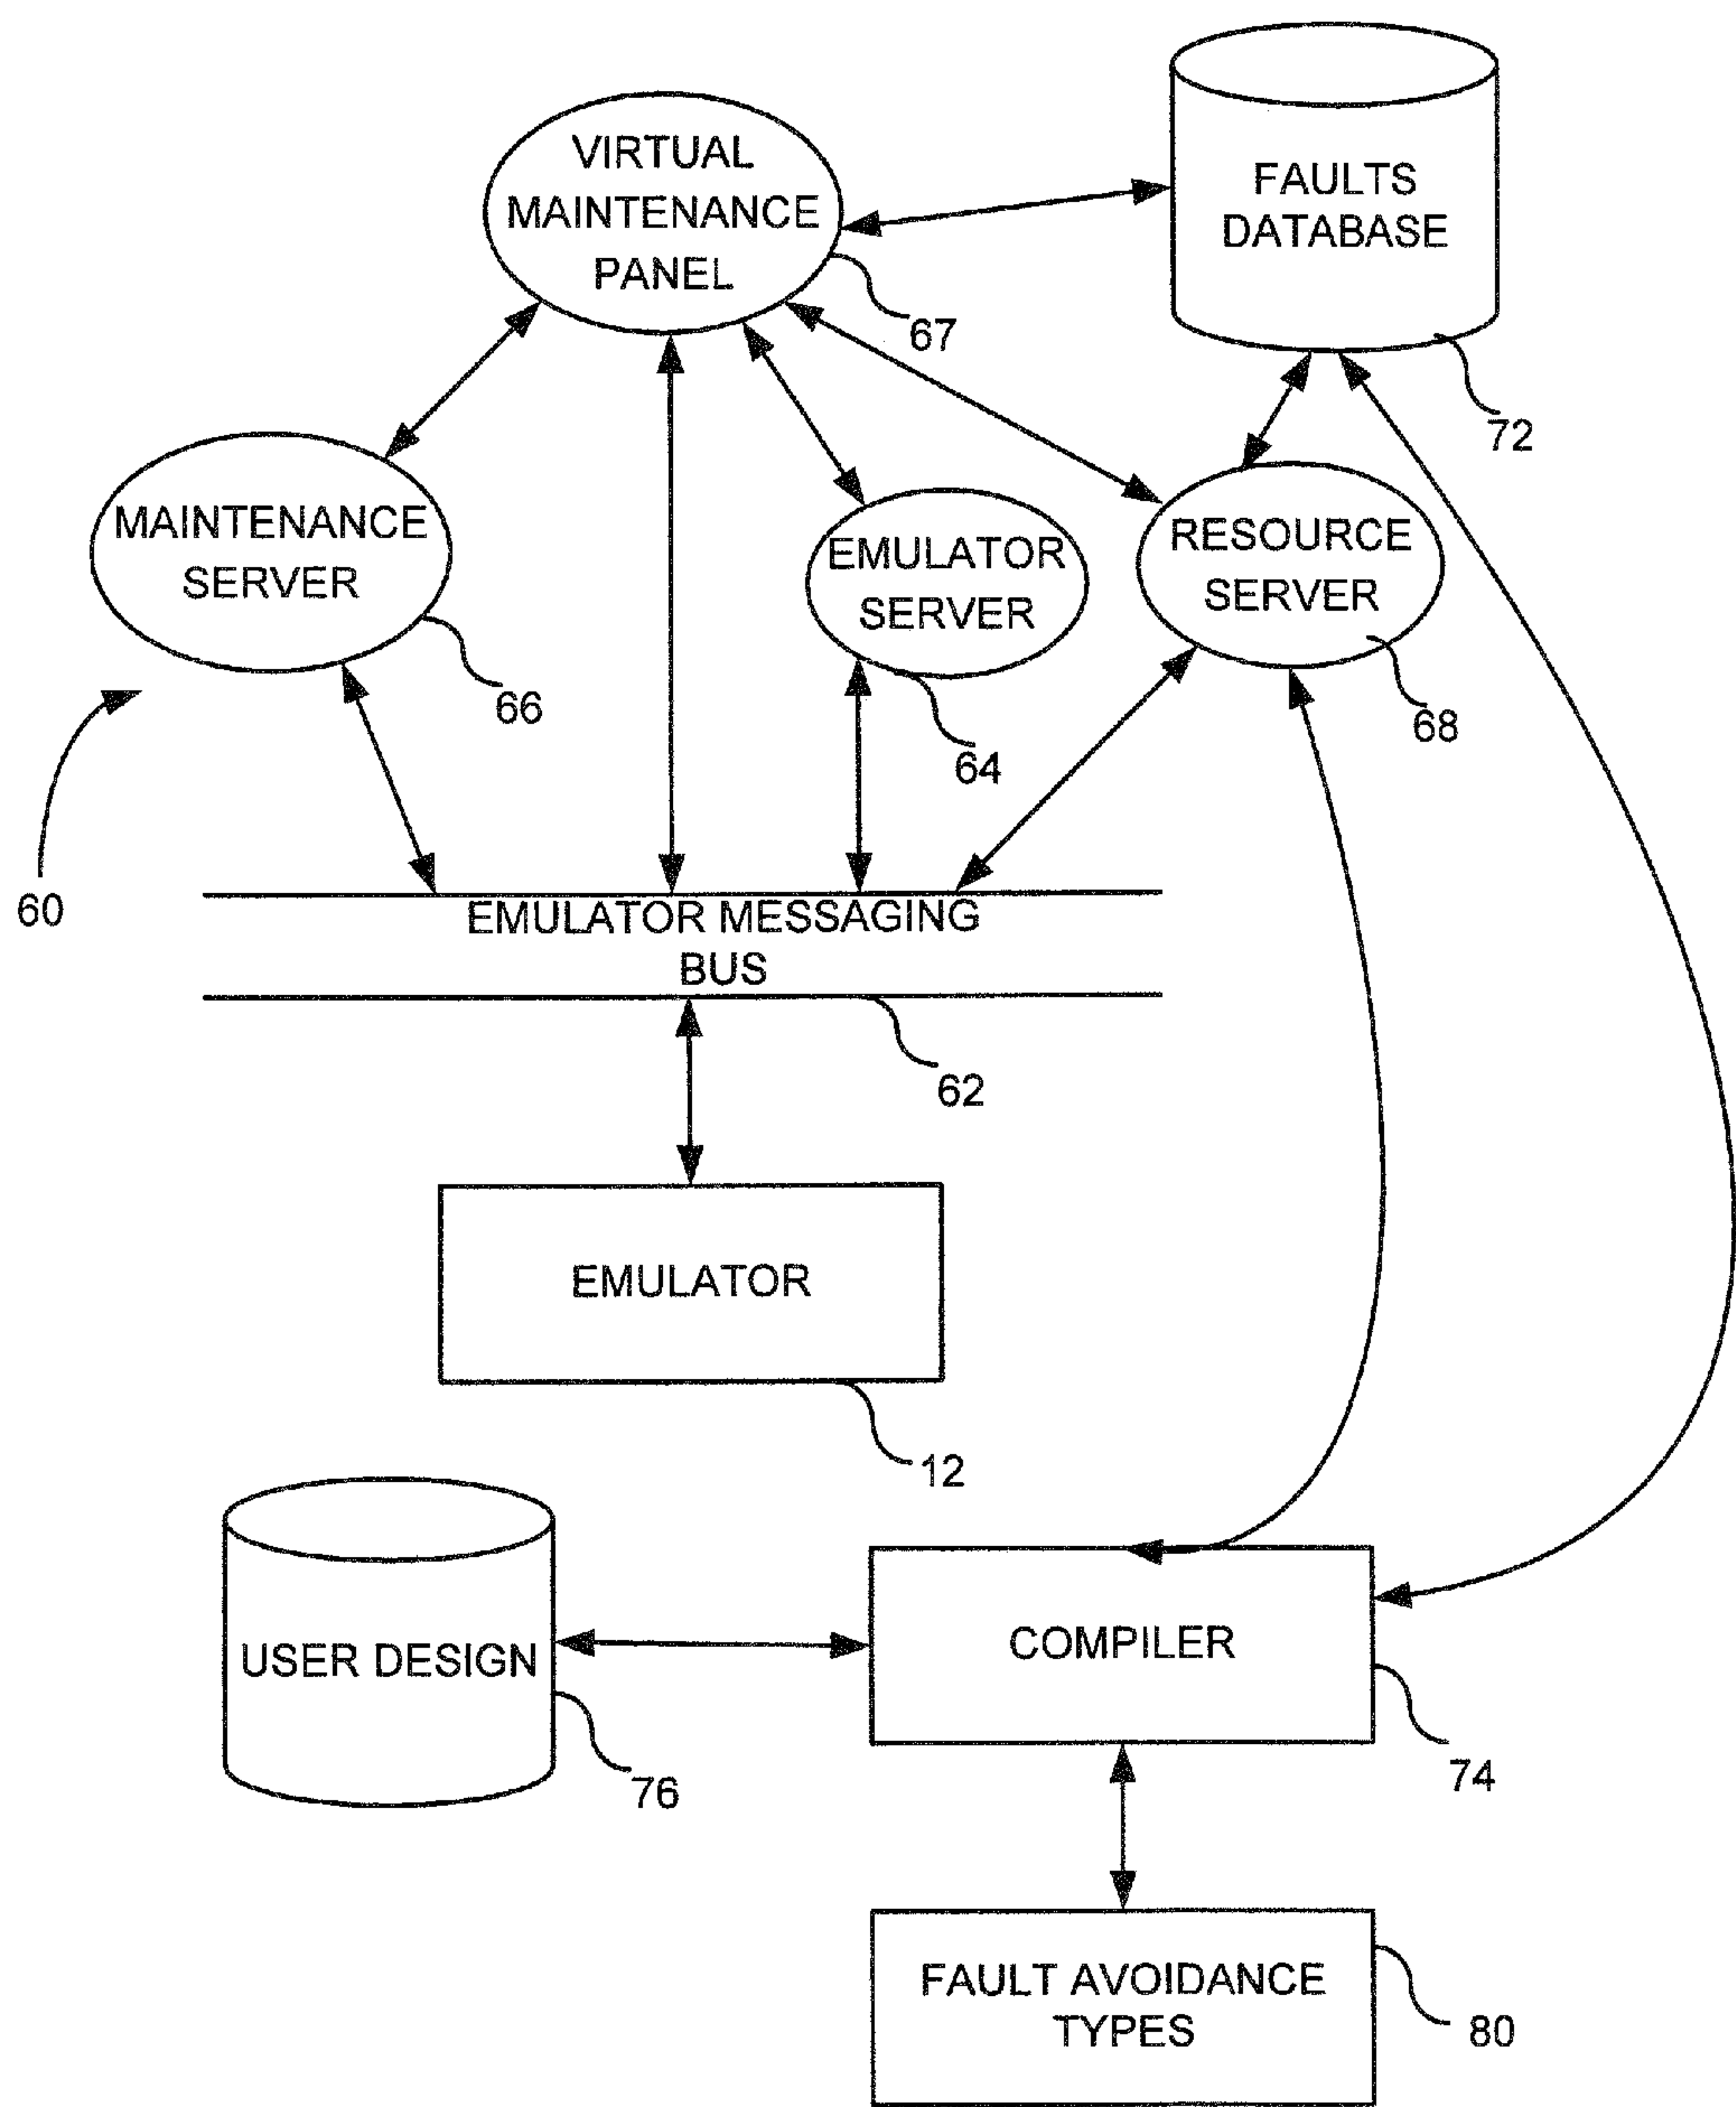 VIRTUAL
MAINTENANCE
PANEL
67
FAULTS
DATABASE
72
MAINTENANCE
SERVER
66
EMULATOR
SERVER
64
RESOURCE
SERVER
68
60
EMULATOR MESSAGING
BUS
62
EMULATOR
12
USER DESIGN
76
COMPILER
74
FAULT AVOIDANCE
TYPES
80